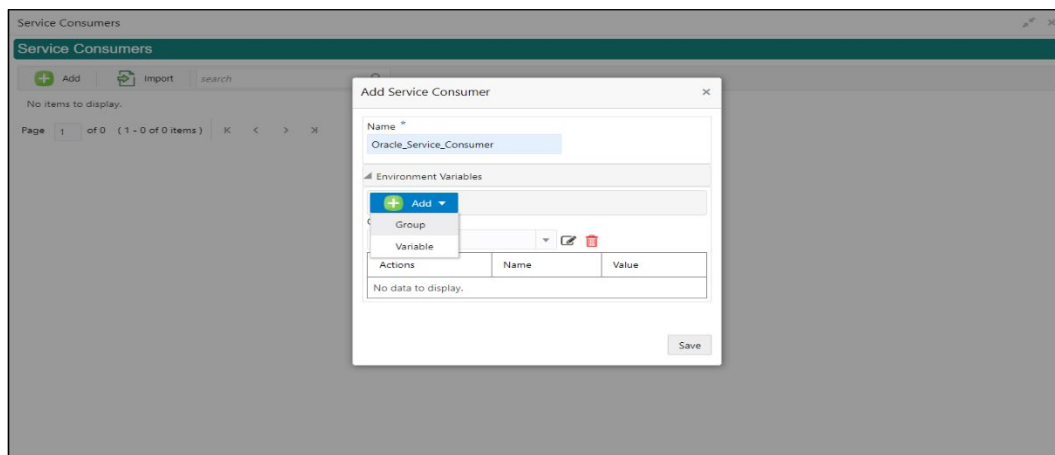 Service Consumers
Service Consumers
Add Import search
No items to display.
Page 1 of 0 (1 - 0 of 0 items)
Add Service Consumer
Name *
Oracle_Service_Consumer
Environment Variables
Add
Group
Variable
Actions Name Value
No data to display.
Save